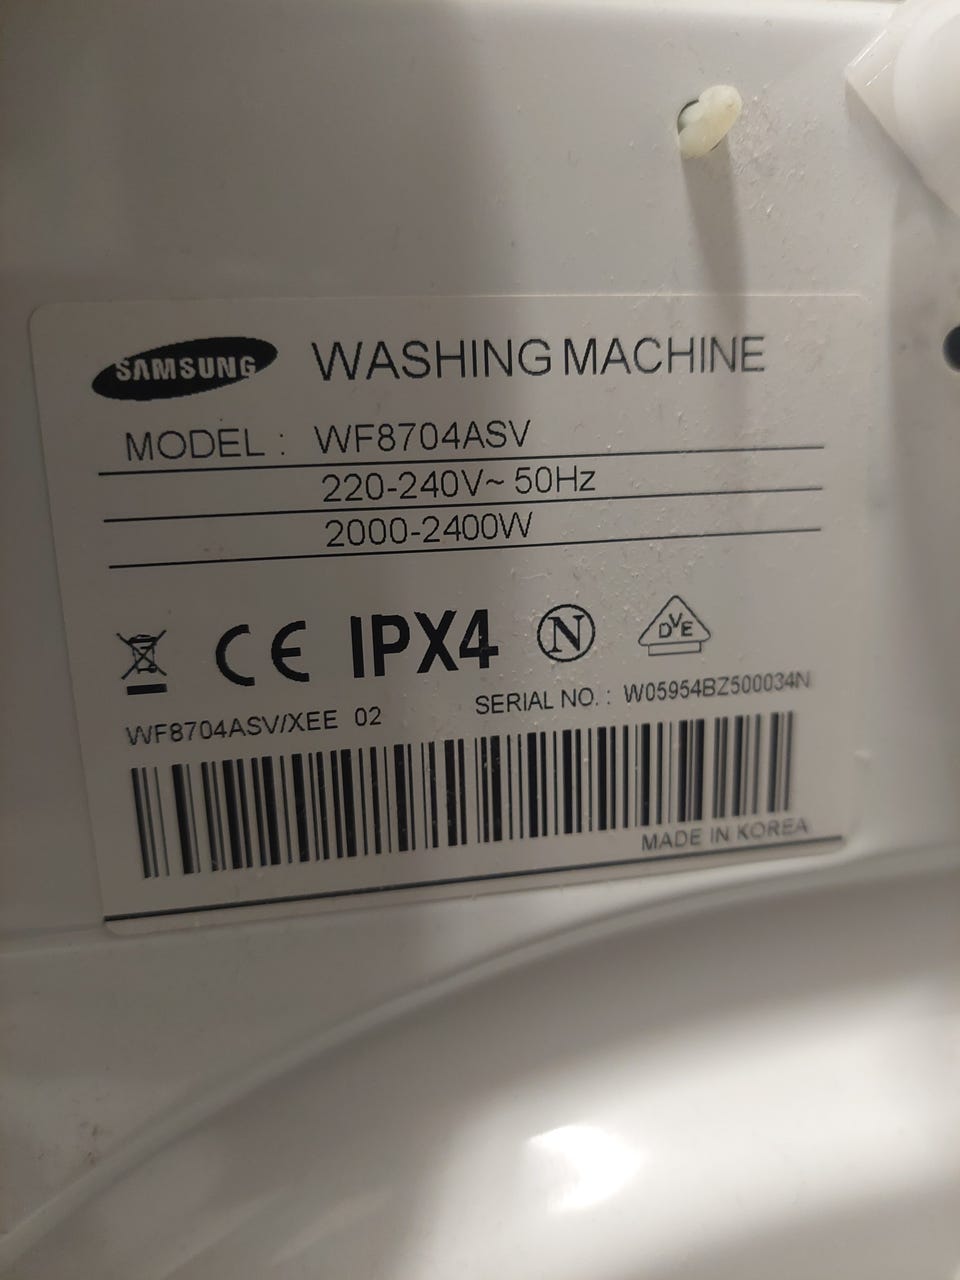 SAMSUNG WASHING MACHINE
MODEL : WF8704ASV
220-240V~ 50Hz
2000-2400W
CE IPX4 N DVE
WF8704ASV/XEE 02 SERIAL NO. : W05954BZ500034N
MADE IN KOREA